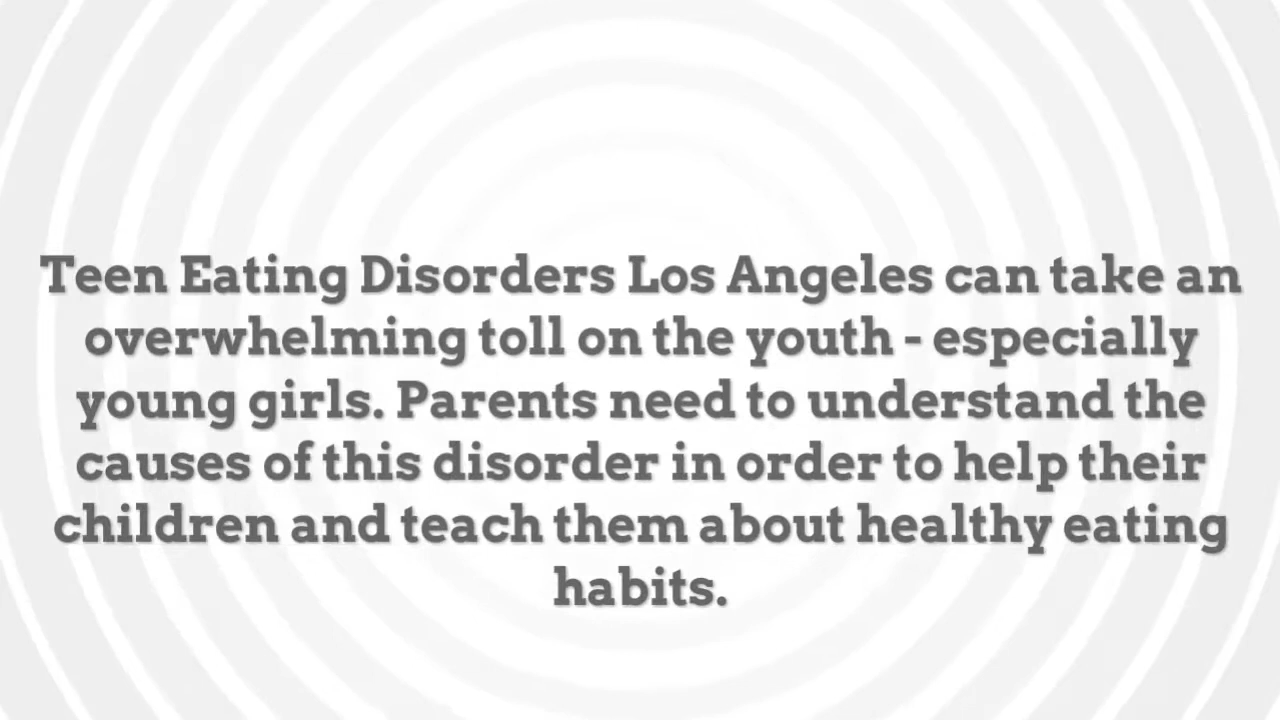 Teen Eating Disorders Los Angeles can take an
overwhelming toll on the youth - especially
young girls. Parents need to understand the
causes of this disorder in order to help their
children and teach them about healthy eating
habits.